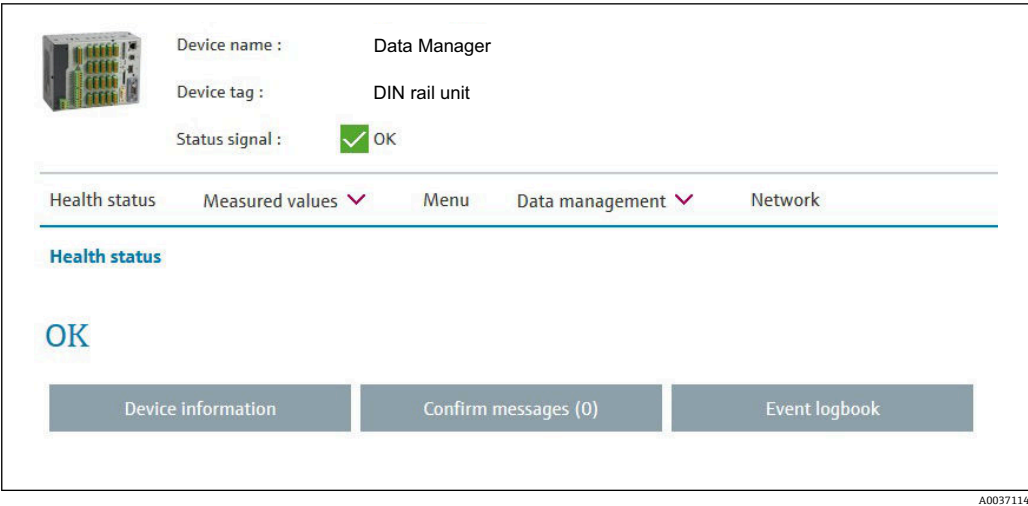 Device name : Data Manager
Device tag : DIN rail unit
Status signal : OK
Health status Measured values Menu Data management Network
Health status
OK
Device information Confirm messages (0) Event logbook
A0037114